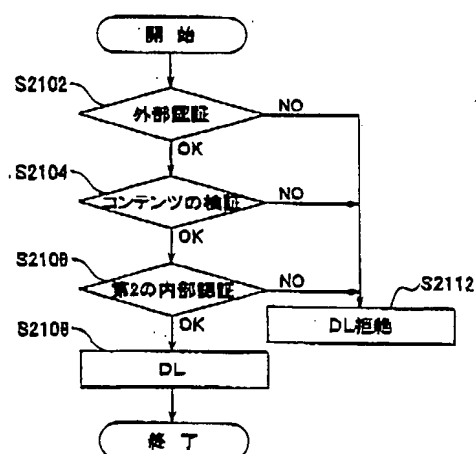 開始
S2102
外部認証
NO
OK
S2104
コンテンツの検証
NO
OK
S2106
第2の内部認証
NO
S2112
OK
DL拒絶
S2108
DL
終了